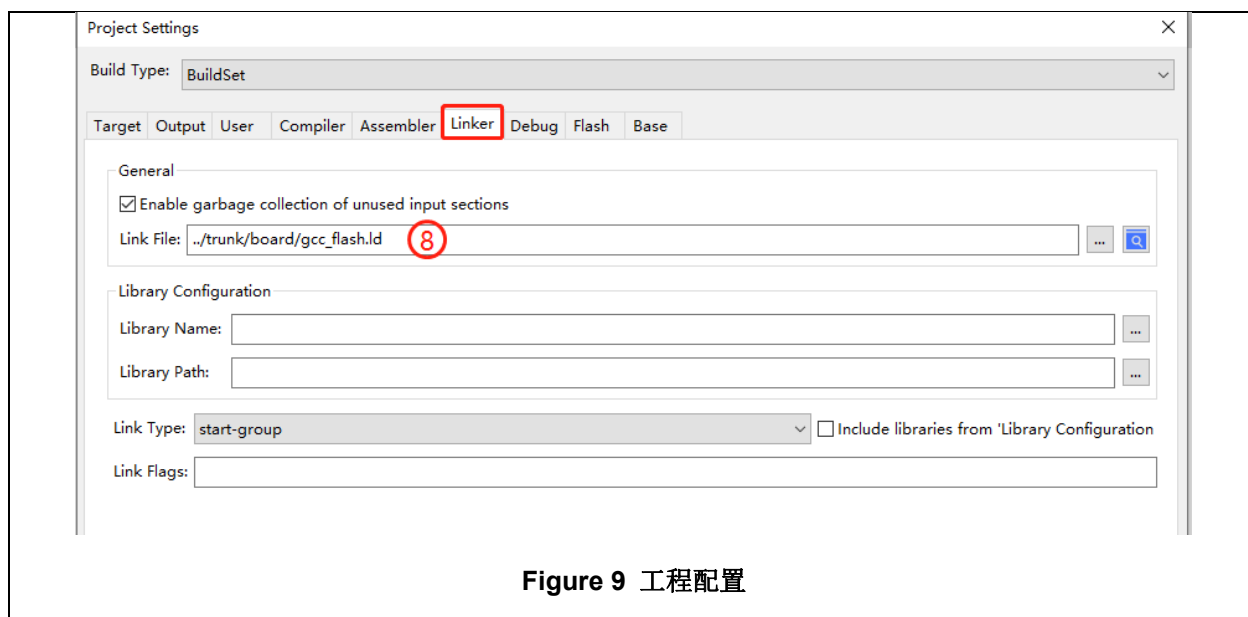 Project Settings
Build Type: BuildSet
Target Output User Compiler Assembler Linker Debug Flash Base
General
Enable garbage collection of unused input sections
Link File: ../trunk/board/gcc_flash.ld ⑧ ...
Library Configuration
Library Name: ...
Library Path: ...
Link Type: start-group Include libraries from 'Library Configuration
Link Flags:
Figure 9 工程配置